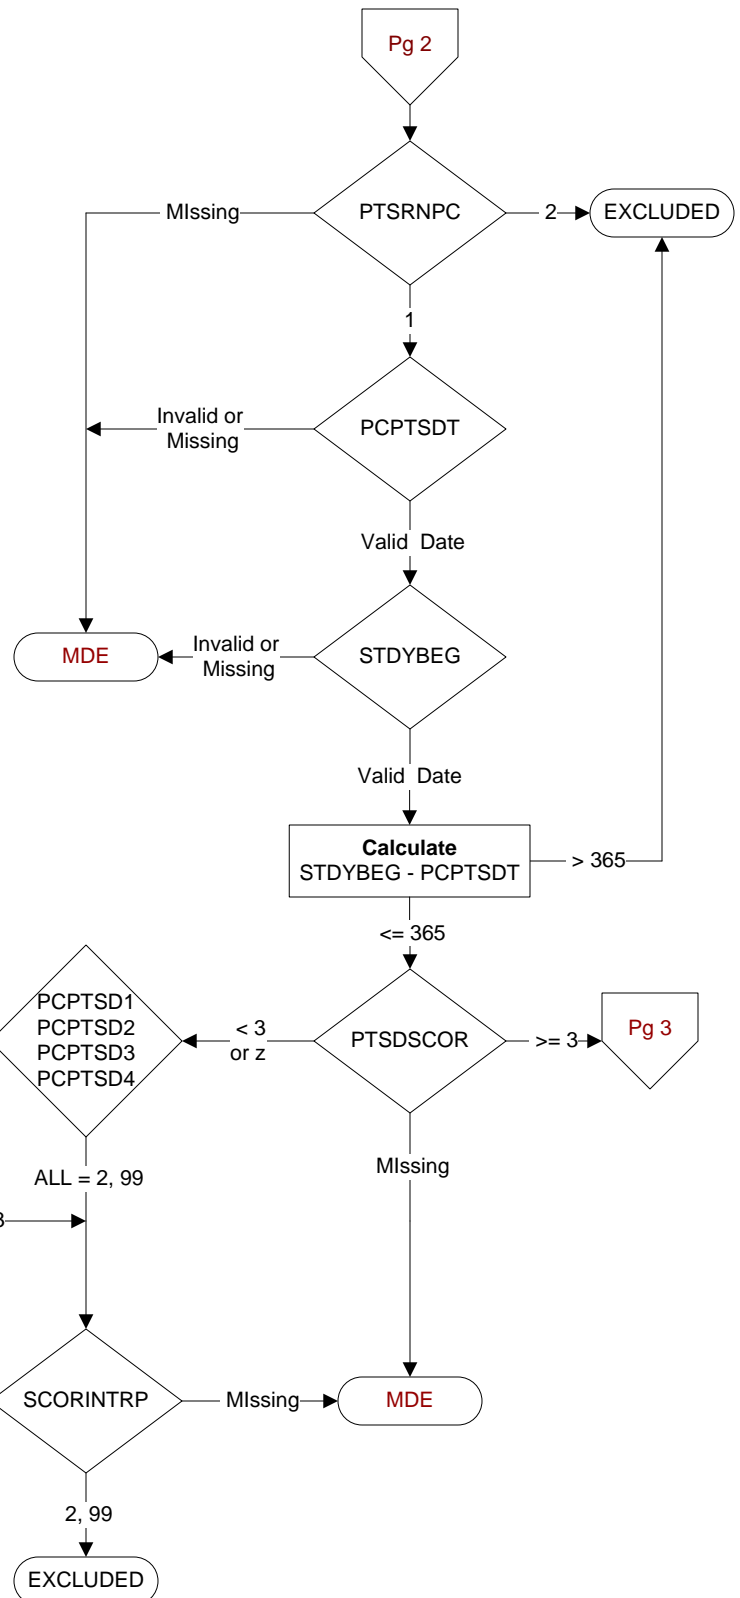 Pg 2
PTSRNPC
MIssing
2
EXCLUDED
1
PCPTSDT
Invalid or
Missing
Valid Date
STDYBEG
Invalid or
Missing
MDE
Valid Date
Calculate
STDYBEG - PCPTSDT
> 365
<= 365
PCPTSD1
PCPTSD2
PCPTSD3
PCPTSD4
< 3
or z
PTSDSCOR
>= 3
Pg 3
MIssing
ALL = 2, 99
SCORINTRP
MIssing
MDE
2, 99
EXCLUDED